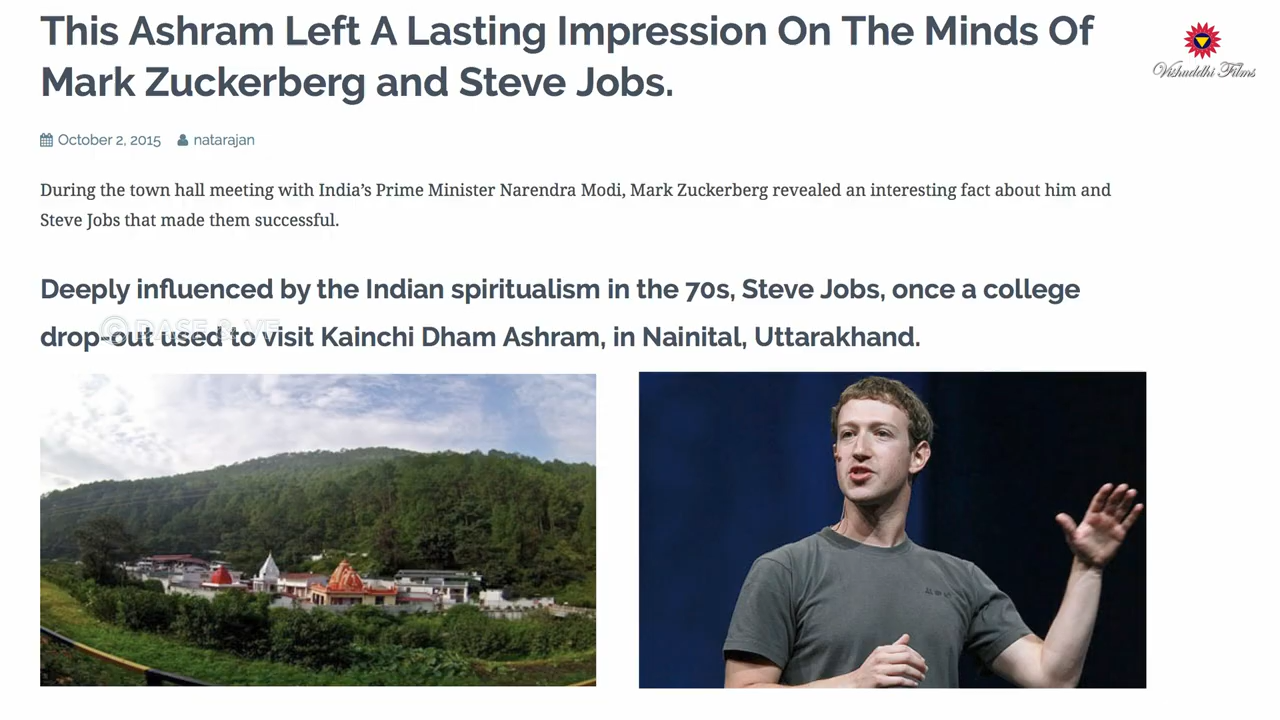 This Ashram Left A Lasting Impression On The Minds Of
Mark Zuckerberg and Steve Jobs.
Vishuddhi Films
October 2, 2015 natarajan
During the town hall meeting with India’s Prime Minister Narendra Modi, Mark Zuckerberg revealed an interesting fact about him and
Steve Jobs that made them successful.
Deeply influenced by the Indian spiritualism in the 70s, Steve Jobs, once a college
drop-out used to visit Kainchi Dham Ashram, in Nainital, Uttarakhand.